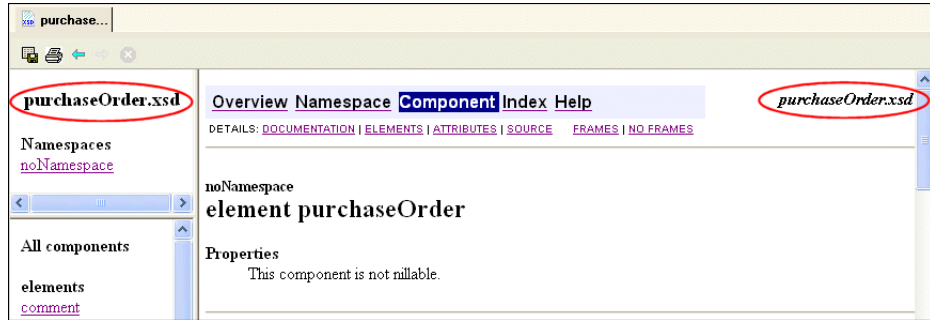 purchase...
purchaseOrder.xsd
Namespaces
noNamespace
All components
elements
comment
Overview Namespace Component Index Help
purchaseOrder.xsd
DETAILS: DOCUMENTATION | ELEMENTS | ATTRIBUTES | SOURCE FRAMES | NO FRAMES
noNamespace
element purchaseOrder
Properties
This component is not nillable.